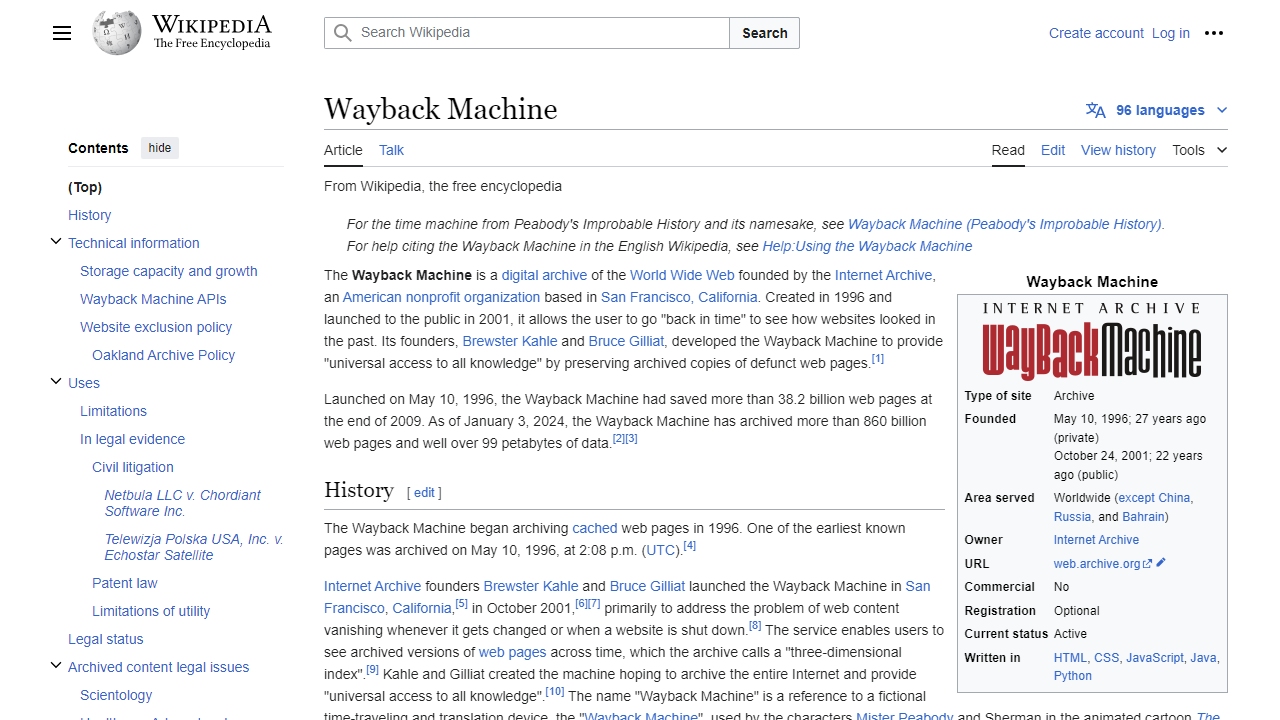 WIKIPEDIA
The Free Encyclopedia
Search Wikipedia
Search
Create account
Log in
Contents
hide
(Top)
History
Technical information
Storage capacity and growth
Wayback Machine APIs
Website exclusion policy
Oakland Archive Policy
Uses
Limitations
In legal evidence
Civil litigation
Netbula LLC v. Chordiant
Software Inc.
Telewizja Polska USA, Inc. v.
Echostar Satellite
Patent law
Limitations of utility
Legal status
Archived content legal issues
Scientology
Wayback Machine
96 languages
Article
Talk
Read
Edit
View history
Tools
From Wikipedia, the free encyclopedia
For the time machine from Peabody's Improbable History and its namesake, see Wayback Machine (Peabody's Improbable History).
For help citing the Wayback Machine in the English Wikipedia, see Help:Using the Wayback Machine
The Wayback Machine is a digital archive of the World Wide Web founded by the Internet Archive,
an American nonprofit organization based in San Francisco, California. Created in 1996 and
launched to the public in 2001, it allows the user to go "back in time" to see how websites looked in
the past. Its founders, Brewster Kahle and Bruce Gilliat, developed the Wayback Machine to provide
"universal access to all knowledge" by preserving archived copies of defunct web pages.[1]
Launched on May 10, 1996, the Wayback Machine had saved more than 38.2 billion web pages at
the end of 2009. As of January 3, 2024, the Wayback Machine has archived more than 860 billion
web pages and well over 99 petabytes of data.[2][3]
History [ edit ]
The Wayback Machine began archiving cached web pages in 1996. One of the earliest known
pages was archived on May 10, 1996, at 2:08 p.m. (UTC).[4]
Internet Archive founders Brewster Kahle and Bruce Gilliat launched the Wayback Machine in San
Francisco, California,[5] in October 2001,[6][7] primarily to address the problem of web content
vanishing whenever it gets changed or when a website is shut down.[8] The service enables users to
see archived versions of web pages across time, which the archive calls a "three-dimensional
index".[9] Kahle and Gilliat created the machine hoping to archive the entire Internet and provide
"universal access to all knowledge".[10] The name "Wayback Machine" is a reference to a fictional
time-traveling and translation device, the "Wayback Machine", used by the characters Mister Peabody and Sherman in the animated cartoon The
Wayback Machine
INTERNET ARCHIVE
WayBackMachine
Type of site Archive
Founded May 10, 1996; 27 years ago
(private)
October 24, 2001; 22 years
ago (public)
Area served Worldwide (except China,
Russia, and Bahrain)
Owner Internet Archive
URL web.archive.org
Commercial No
Registration Optional
Current status Active
Written in HTML, CSS, JavaScript, Java,
Python